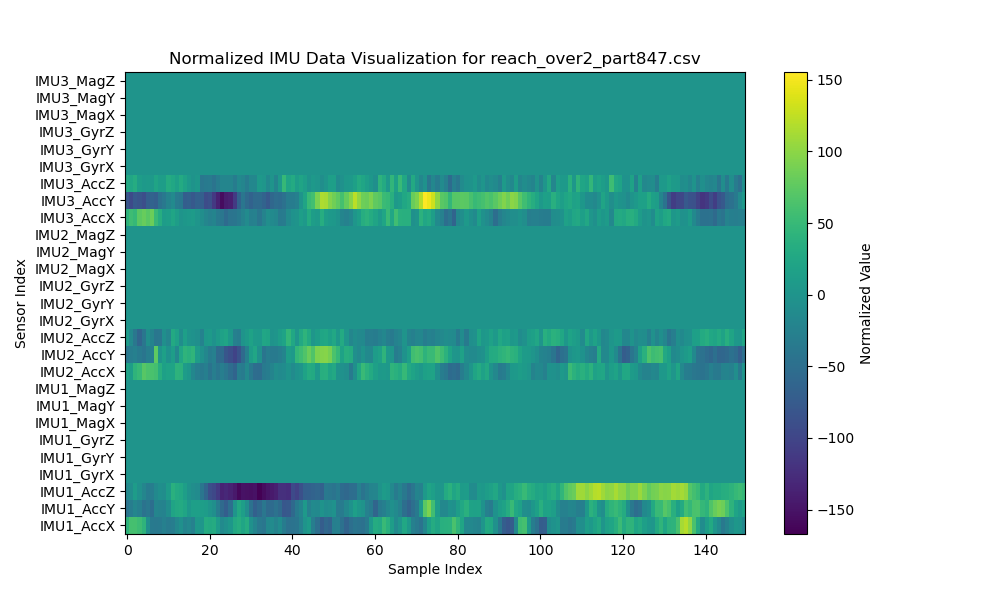 Normalized IMU Data Visualization for reach_over2_part847.csv
IMU3_MagZ
IMU3_MagY
IMU3_MagX
IMU3_GyrZ
IMU3_GyrY
IMU3_GyrX
IMU3_AccZ
IMU3_AccY
IMU3_AccX
IMU2_MagZ
IMU2_MagY
IMU2_MagX
IMU2_GyrZ
IMU2_GyrY
IMU2_GyrX
IMU2_AccZ
IMU2_AccY
IMU2_AccX
IMU1_MagZ
IMU1_MagY
IMU1_MagX
IMU1_GyrZ
IMU1_GyrY
IMU1_GyrX
IMU1_AccZ
IMU1_AccY
IMU1_AccX
Sensor Index
0 20 40 60 80 100 120 140
Sample Index
150
100
50
0
−50
−100
−150
Normalized Value